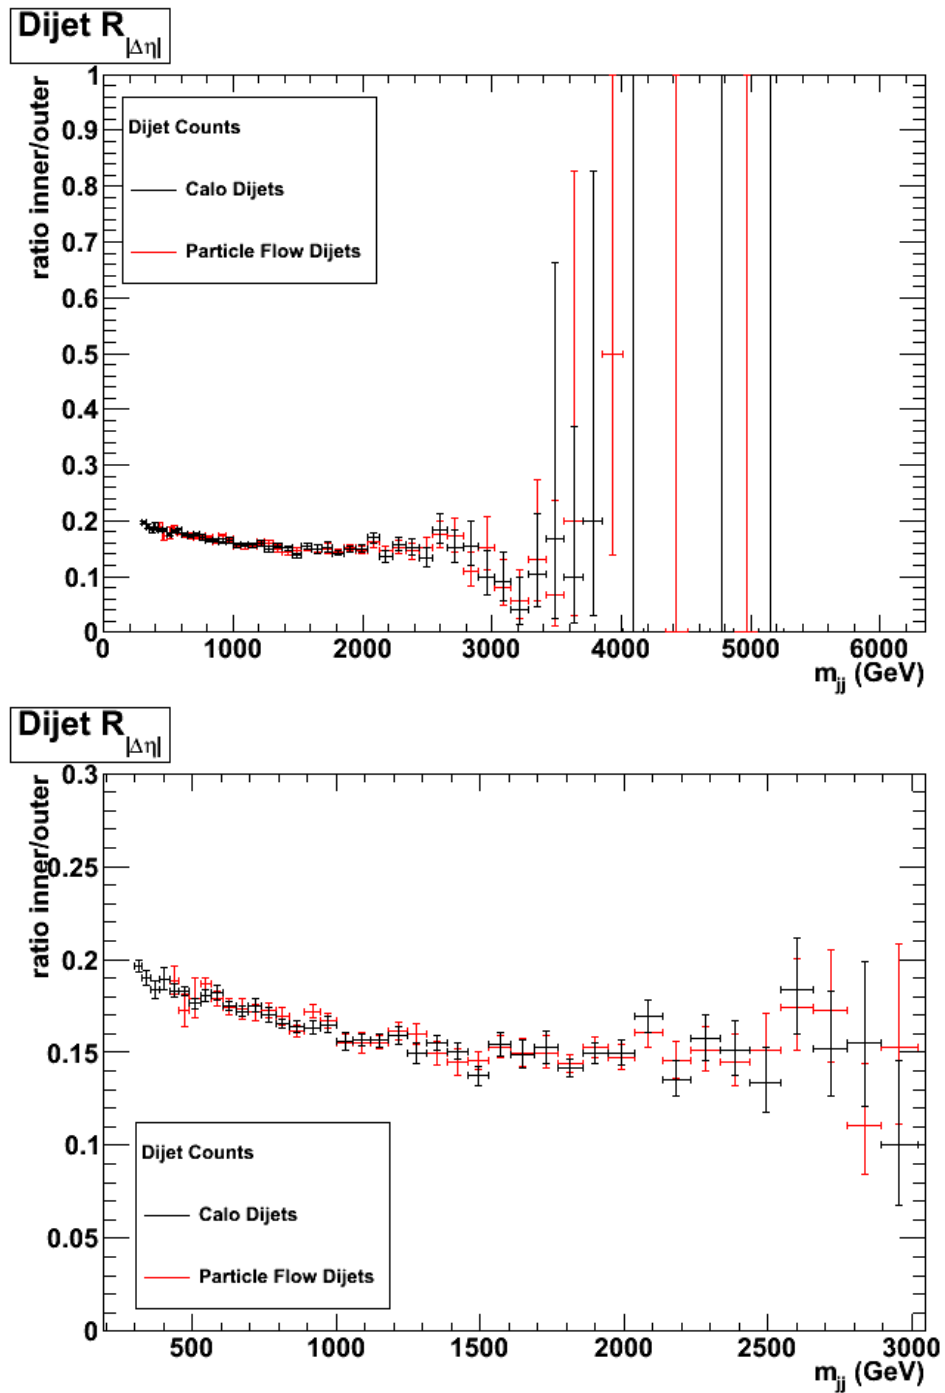 Dijet R|Δη|
ratio inner/outer
1
0.9
0.8
0.7
0.6
0.5
0.4
0.3
0.2
0.1
0
Dijet Counts
Calo Dijets
Particle Flow Dijets
0 1000 2000 3000 4000 5000 6000
mjj (GeV)
Dijet R|Δη|
ratio inner/outer
0.3
0.25
0.2
0.15
0.1
0.05
0
Dijet Counts
Calo Dijets
Particle Flow Dijets
500 1000 1500 2000 2500 3000
mjj (GeV)